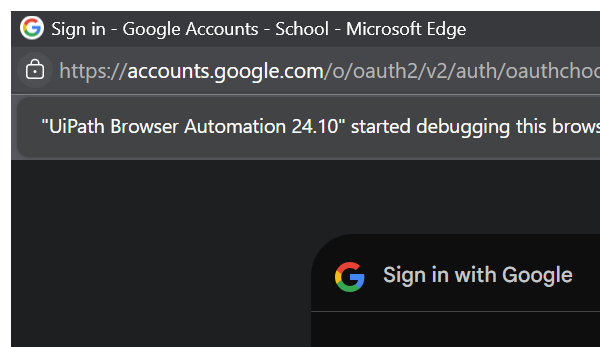 Sign in - Google Accounts - School - Microsoft Edge
https://accounts.google.com/o/oauth2/v2/auth/oauthchoo
"UiPath Browser Automation 24.10" started debugging this brows
Sign in with Google